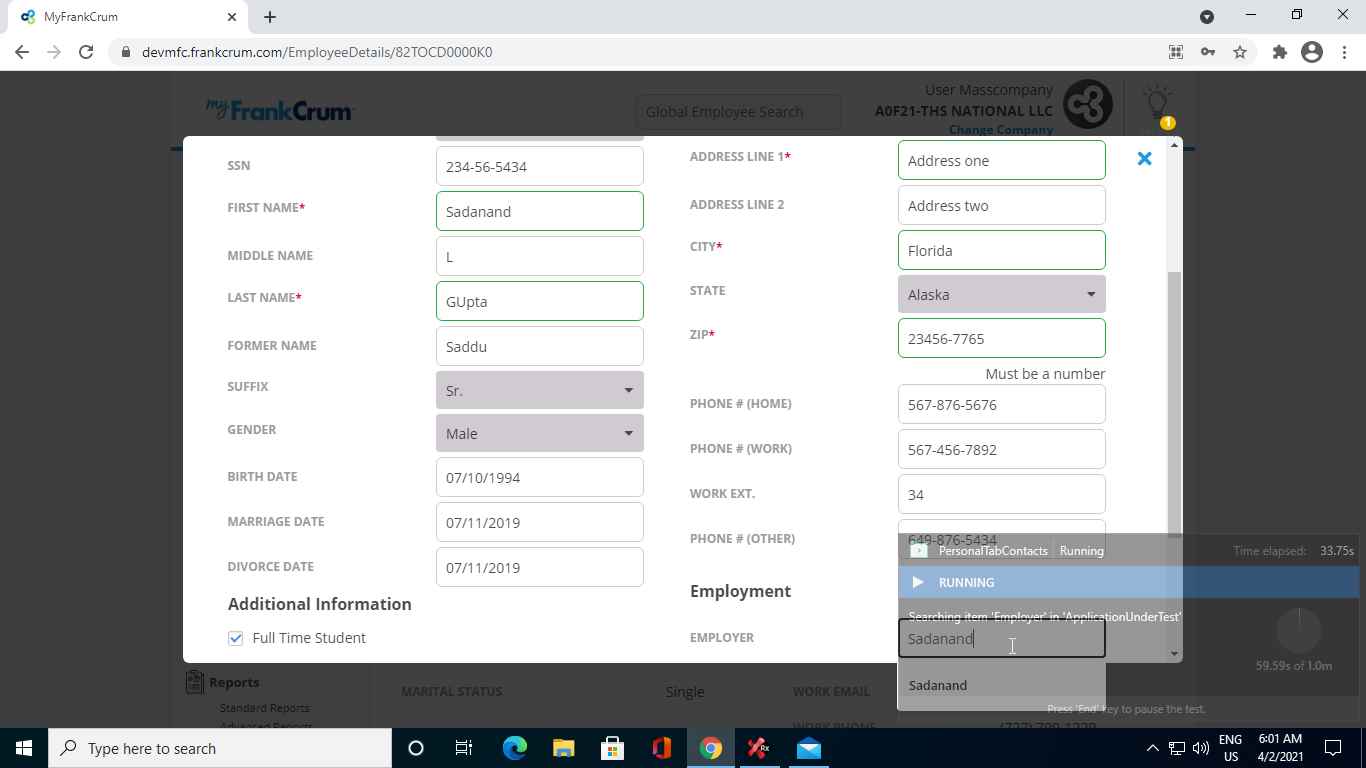 MyFrankCrum
devmfc.frankcrum.com/EmployeeDetails/82TOCD0000K0
User Masscompany
my FrankCrum
Global Employee Search
A0F21-THS NATIONAL LLC
Change Company
1
SSN
234-56-5434
FIRST NAME*
Sadanand
MIDDLE NAME
L
LAST NAME*
GUpta
FORMER NAME
Saddu
SUFFIX
Sr.
GENDER
Male
BIRTH DATE
07/10/1994
MARRIAGE DATE
07/11/2019
DIVORCE DATE
07/11/2019
Additional Information
Full Time Student
ADDRESS LINE 1*
Address one
ADDRESS LINE 2
Address two
CITY*
Florida
STATE
Alaska
ZIP*
23456-7765
Must be a number
PHONE # (HOME)
567-876-5676
PHONE # (WORK)
567-456-7892
WORK EXT.
34
PHONE # (OTHER)
649-876-5434
Employment
EMPLOYER
Sadanand
Sadanand
PersonalTabContacts Running
Time elapsed: 33.75s
RUNNING
Searching item 'Employer' in 'ApplicationUnderTest'
59.59s of 1.0m
Press 'End' key to pause the test.
Reports
Standard Reports
Advanced Reports
MARITAL STATUS
Single
WORK EMAIL
WORK PHONE
(727) 799-1229
Type here to search
Rx
ENG
US
6:01 AM
4/2/2021